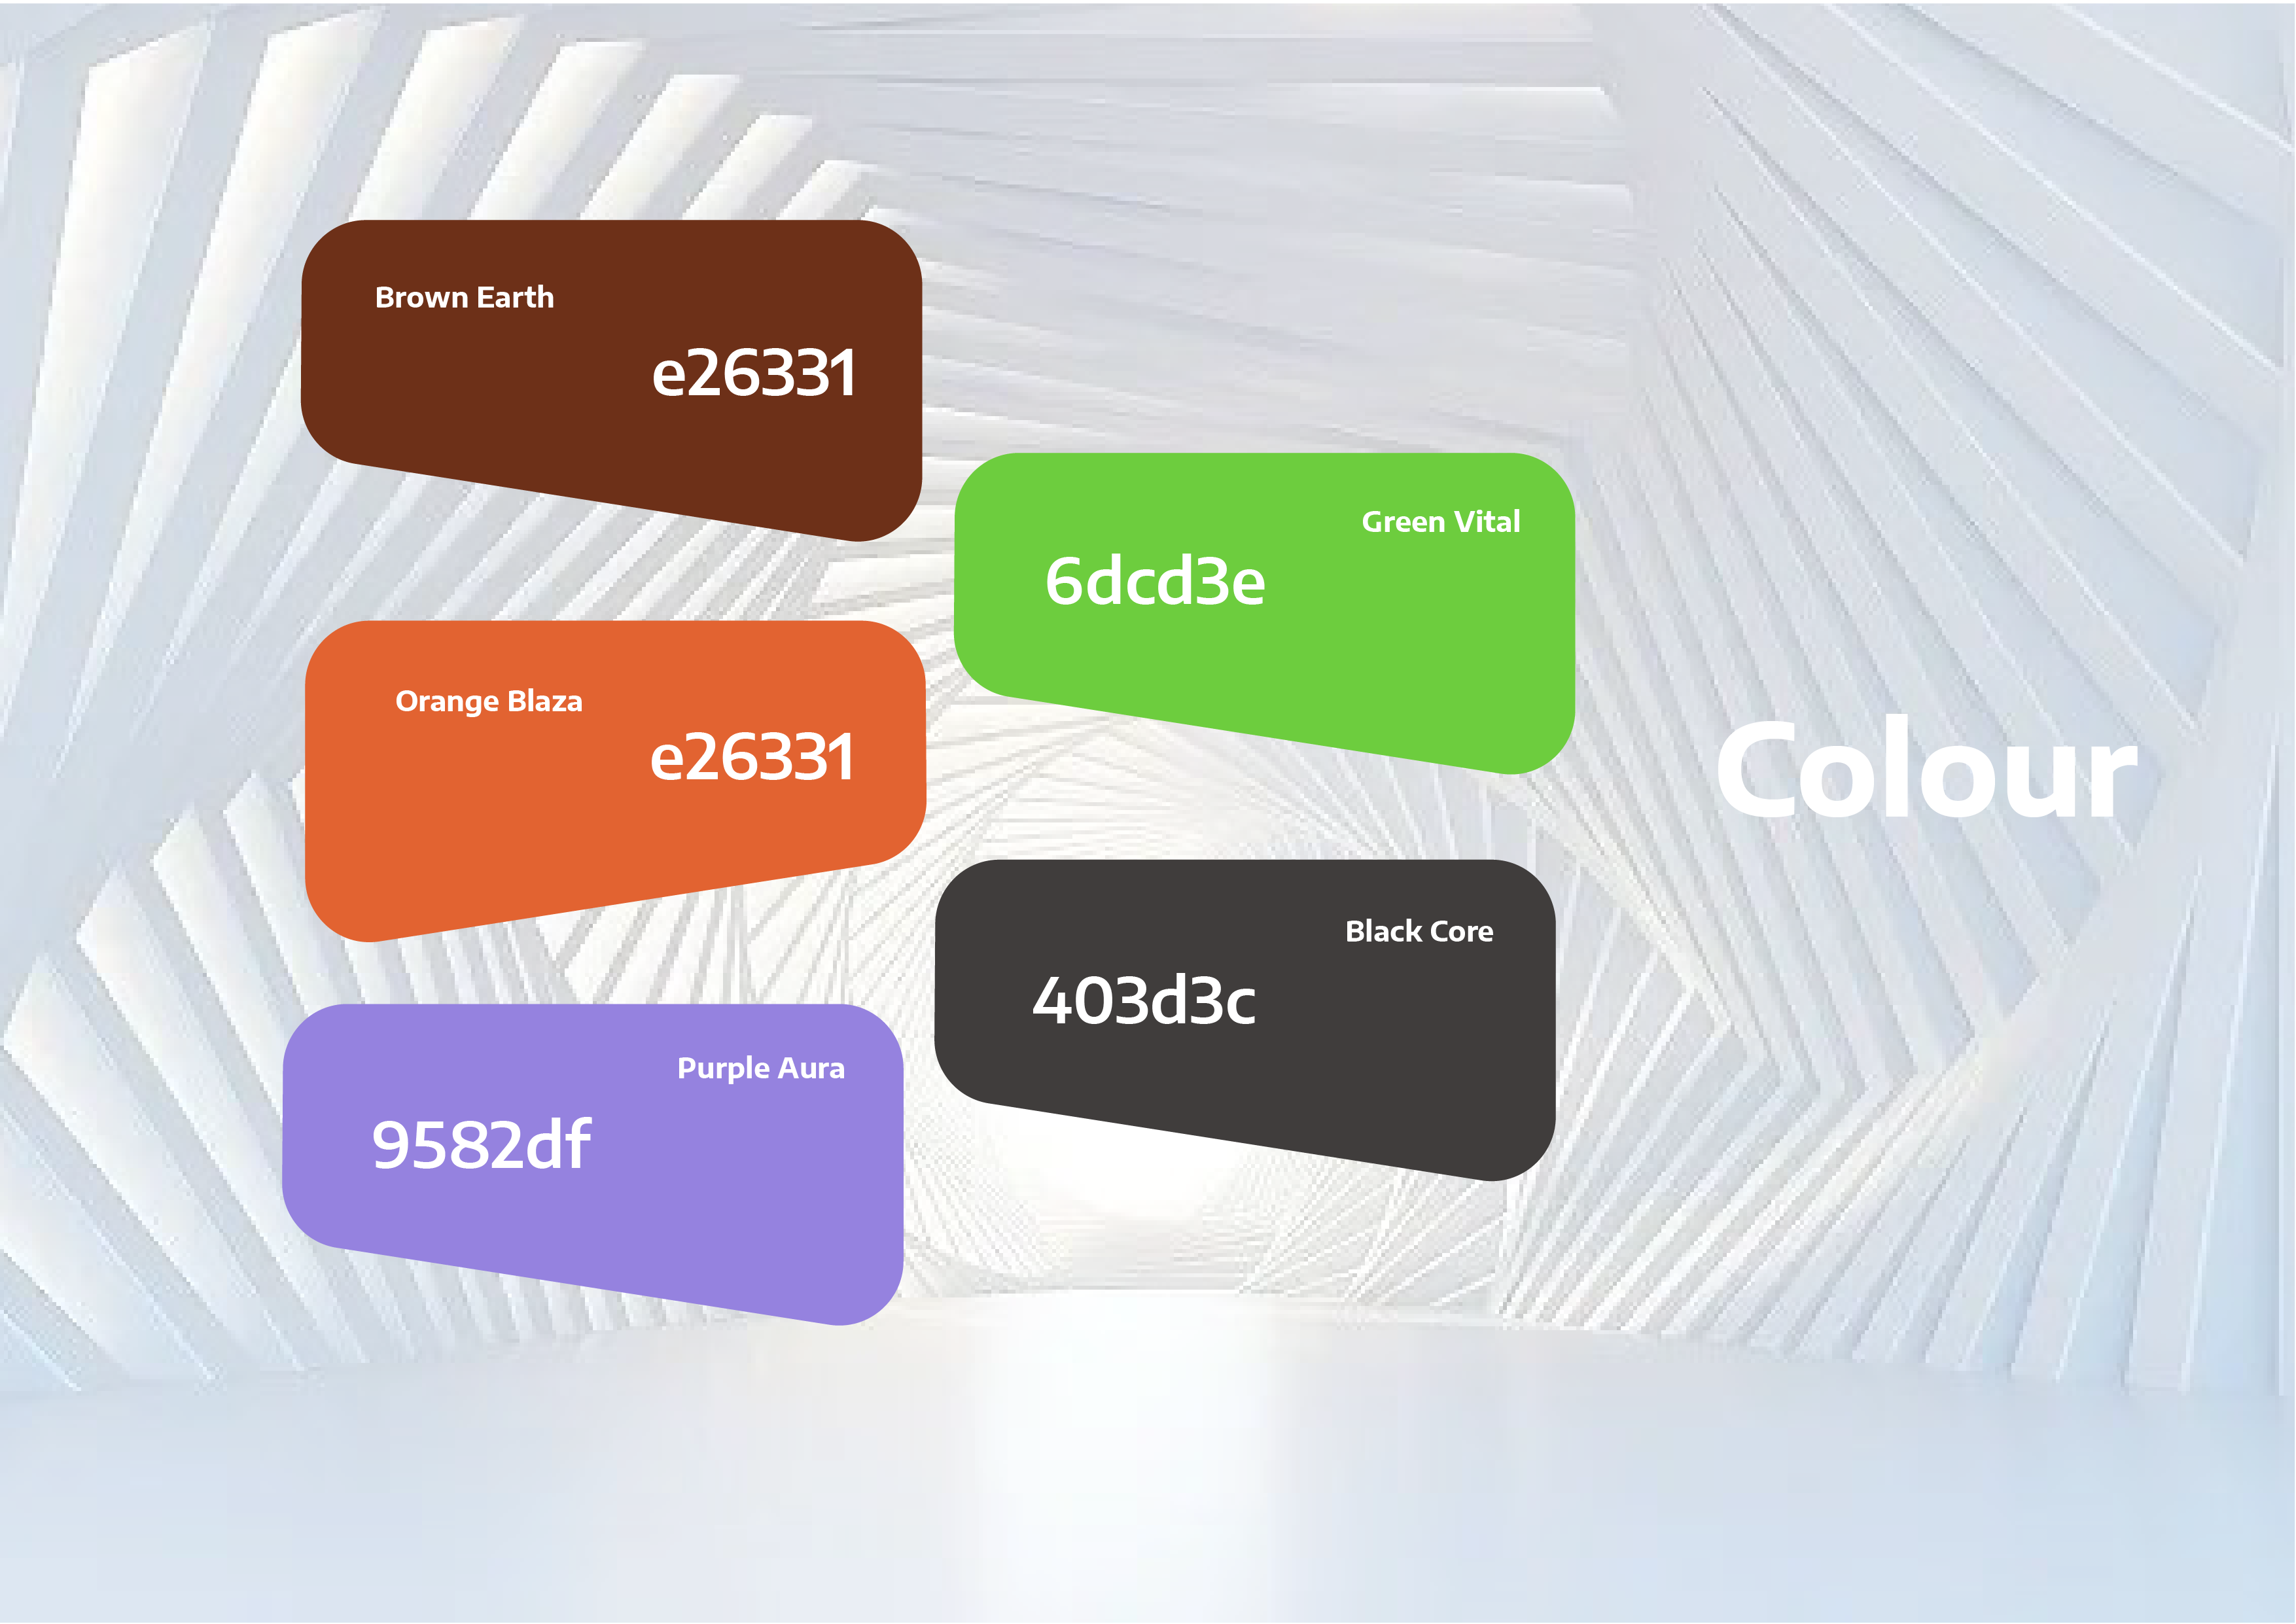 Brown Earth
e26331
Green Vital
6dcd3e
Orange Blaza
e26331
Colour
Black Core
403d3c
Purple Aura
9582df